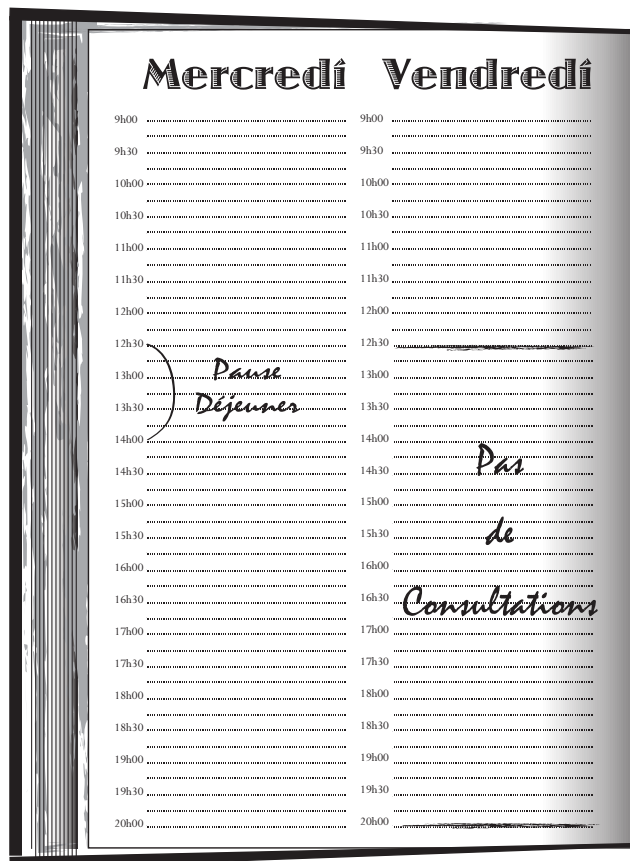 Mercredi Vendredi
9h00 9h00
9h30 9h30
10h00 10h00
10h30 10h30
11h00 11h00
11h30 11h30
12h00 12h00
12h30 12h30
13h00 Pause 13h00
13h30 Déjeuner 13h30
14h00 14h00
14h30 14h30 Pas
15h00 15h00
15h30 15h30 de
16h00 16h00
16h30 16h30 Consultations
17h00 17h00
17h30 17h30
18h00 18h00
18h30 18h30
19h00 19h00
19h30 19h30
20h00 20h00